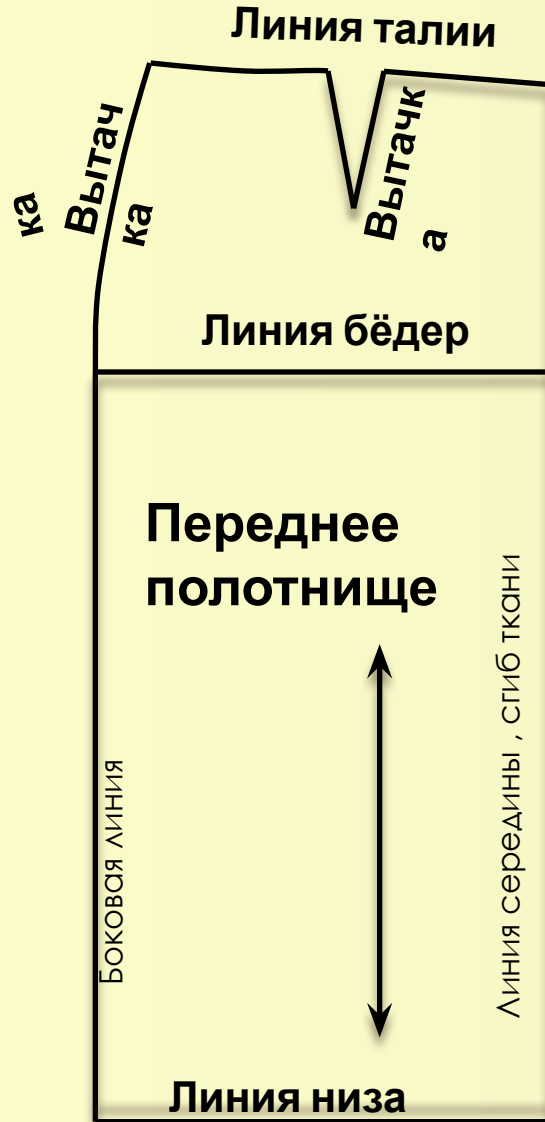 Линия талии
Вытач
ка
ка
Вытачк
а
Линия бёдер
Переднее
полотнище
Линия середины , сгиб ткани
Боковая линия
Линия низа